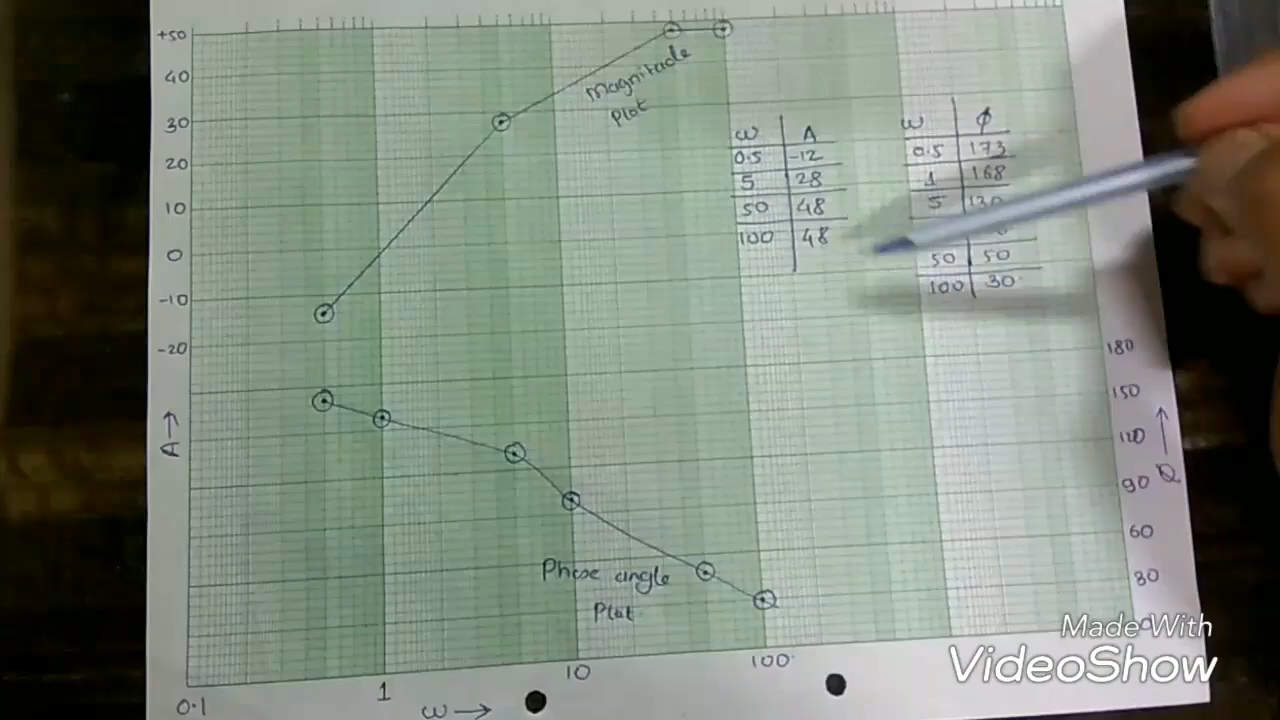 +50
40
30
20
10
0
-10
-20
A→
Magnitude
Plot
ω A
0.5 -12
5 28
50 48
100 48
ω ϕ
0.5 173
1 168
5 130
50 50
100 30
180
150
120
90
60
30
Phase angle
Plot
0.1
1
10
100
ω→
Made With
VideoShow